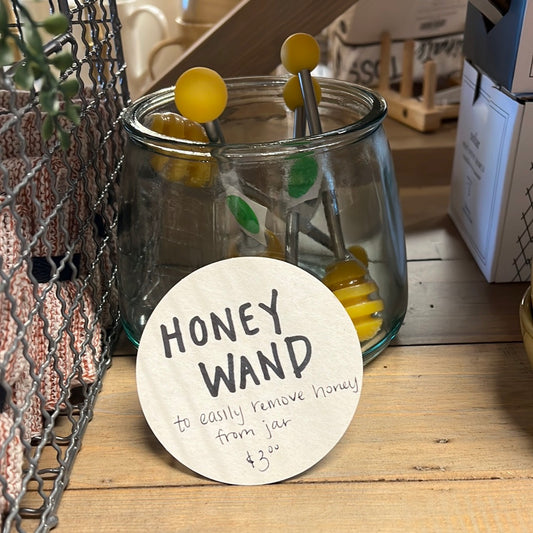 HONEY
WAND
to easily remove honey
from jar
$3.00